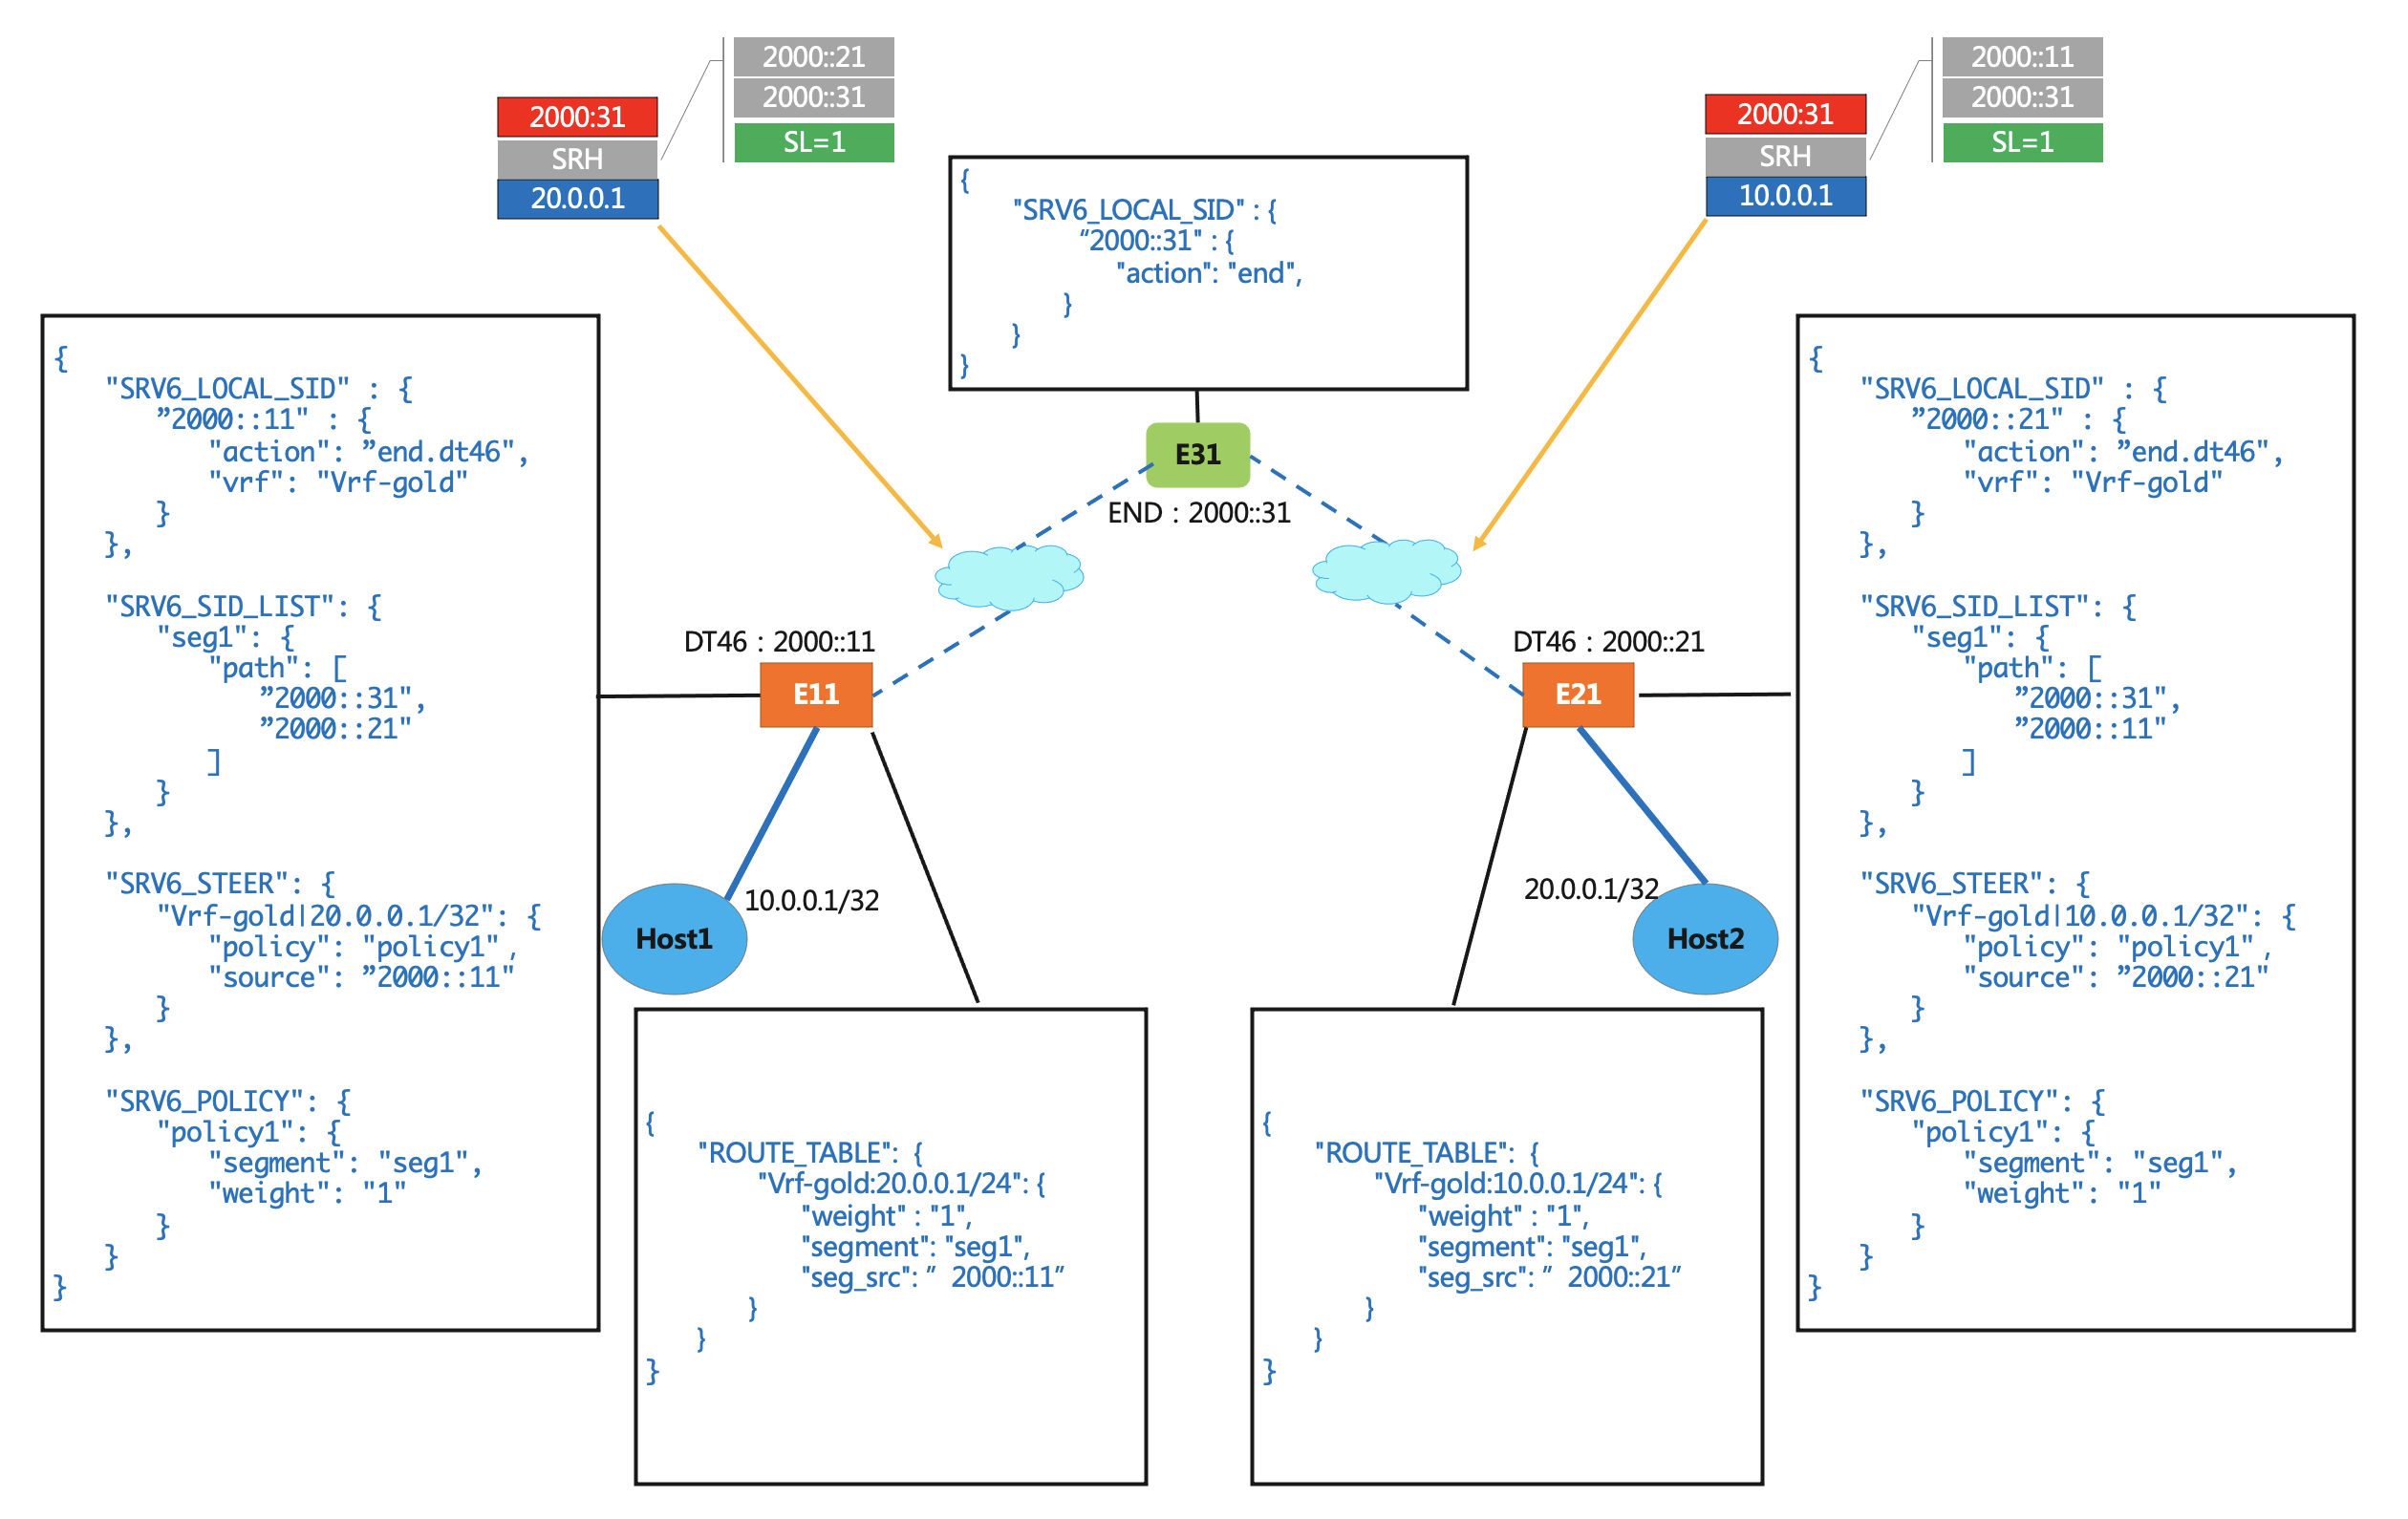 2000::21
2000::31
SL=1
2000:31
SRH
20.0.0.1
2000::11
2000::31
SL=1
2000:31
SRH
10.0.0.1
{
"SRV6_LOCAL_SID" : {
“2000::31" : {
"action": "end",
}
}
}
E31
END : 2000::31
{
"SRV6_LOCAL_SID" : {
”2000::11" : {
"action": ”end.dt46",
"vrf": "Vrf-gold"
}
},
"SRV6_SID_LIST": {
"seg1": {
"path": [
”2000::31",
”2000::21"
]
}
},
"SRV6_STEER": {
"Vrf-gold|20.0.0.1/32": {
"policy": "policy1",
"source": ”2000::11"
}
},
"SRV6_POLICY": {
"policy1": {
"segment": "seg1",
"weight": "1"
}
}
}
DT46 : 2000::11
E11
Host1
10.0.0.1/32
{
"ROUTE_TABLE": {
"Vrf-gold:20.0.0.1/24": {
"weight" : "1",
"segment": "seg1",
"seg_src": ” 2000::11”
}
}
}
DT46 : 2000::21
E21
20.0.0.1/32
Host2
{
"ROUTE_TABLE": {
"Vrf-gold:10.0.0.1/24": {
"weight" : "1",
"segment": "seg1",
"seg_src": ” 2000::21”
}
}
}
{
"SRV6_LOCAL_SID" : {
”2000::21" : {
"action": ”end.dt46",
"vrf": "Vrf-gold"
}
},
"SRV6_SID_LIST": {
"seg1": {
"path": [
”2000::31",
”2000::11"
]
}
},
"SRV6_STEER": {
"Vrf-gold|10.0.0.1/32": {
"policy": "policy1",
"source": ”2000::21"
}
},
"SRV6_POLICY": {
"policy1": {
"segment": "seg1",
"weight": "1"
}
}
}